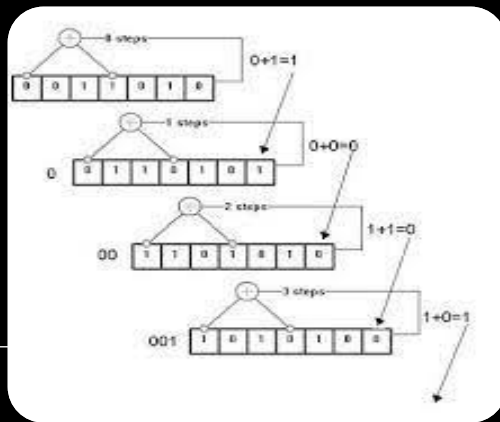 0 steps
0+1=1
0 0 1 1 0 1 0
1 steps
0+0=0
0 0 1 1 0 1 0 1
2 steps
1+1=0
00 1 1 0 1 0 1 0
3 steps
1+0=1
001 1 0 1 0 1 0 0